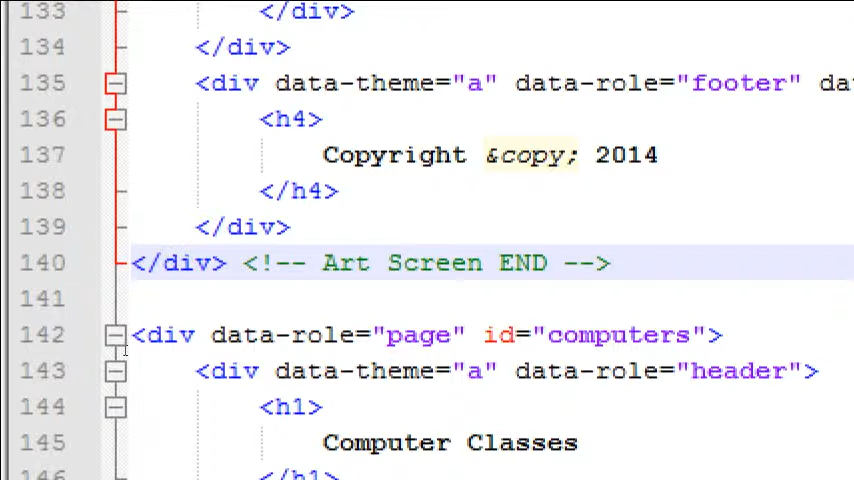 133 </div>
134 </div>
135 <div data-theme="a" data-role="footer" da
136 <h4>
137 Copyright &copy; 2014
138 </h4>
139 </div>
140 </div> <!-- Art Screen END -->
141
142 <div data-role="page" id="computers">
143 <div data-theme="a" data-role="header">
144 <h1>
145 Computer Classes
146 </h1>